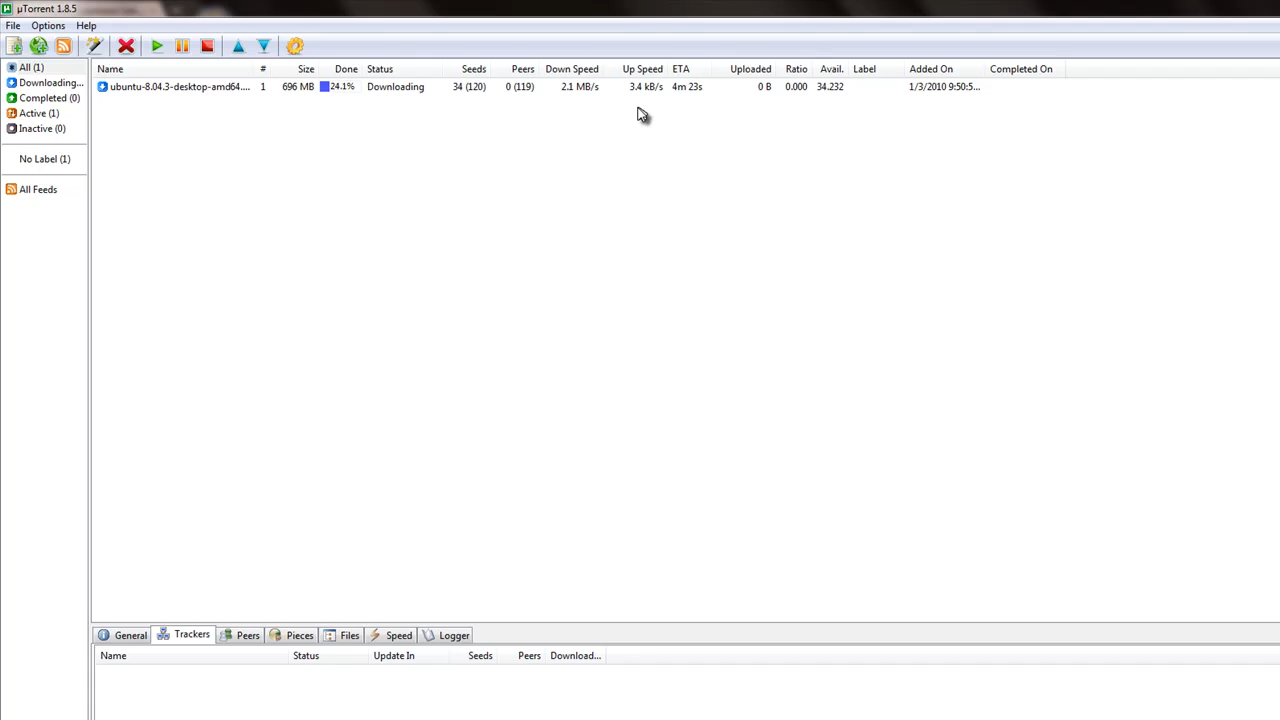 µTorrent 1.8.5
File Options Help
All (1)
Downloading...
Completed (0)
Active (1)
Inactive (0)
No Label (1)
All Feeds
Name # Size Done Status Seeds Peers Down Speed Up Speed ETA Uploaded Ratio Avail. Label Added On Completed On
ubuntu-8.04.3-desktop-amd64.... 1 696 MB 24.1% Downloading 34 (120) 0 (119) 2.1 MB/s 3.4 kB/s 4m 23s 0 B 0.000 34.232 1/3/2010 9:50:5...
General Trackers Peers Pieces Files Speed Logger
Name Status Update In Seeds Peers Download...